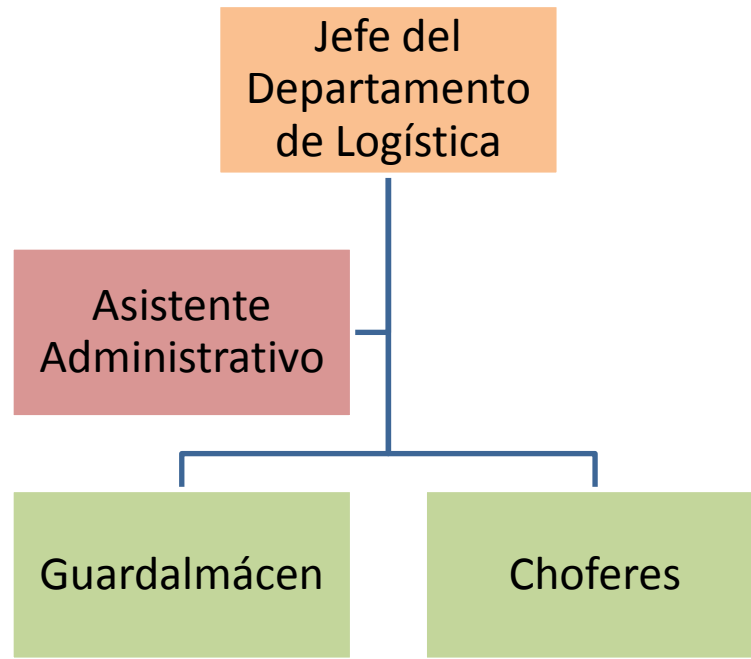 Jefe del
Departamento
de Logística
Asistente
Administrativo
Guardalmácen
Choferes